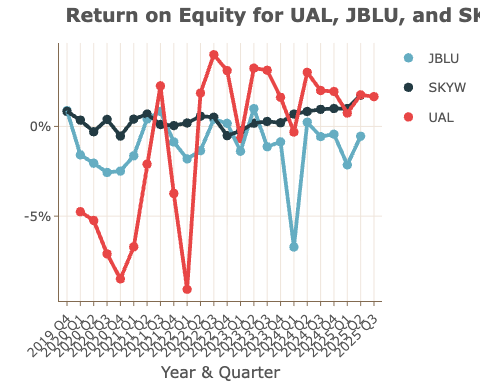 Return on Equity for UAL, JBLU, and SK
JBLU
SKYW
UAL
0%
-5%
2019 Q4
2020 Q1
2020 Q2
2020 Q3
2020 Q4
2021 Q1
2021 Q2
2021 Q3
2021 Q4
2022 Q1
2022 Q2
2022 Q3
2022 Q4
2023 Q1
2023 Q2
2023 Q3
2023 Q4
2024 Q1
2024 Q2
2024 Q3
2024 Q4
2025 Q1
2025 Q2
2025 Q3
Year & Quarter